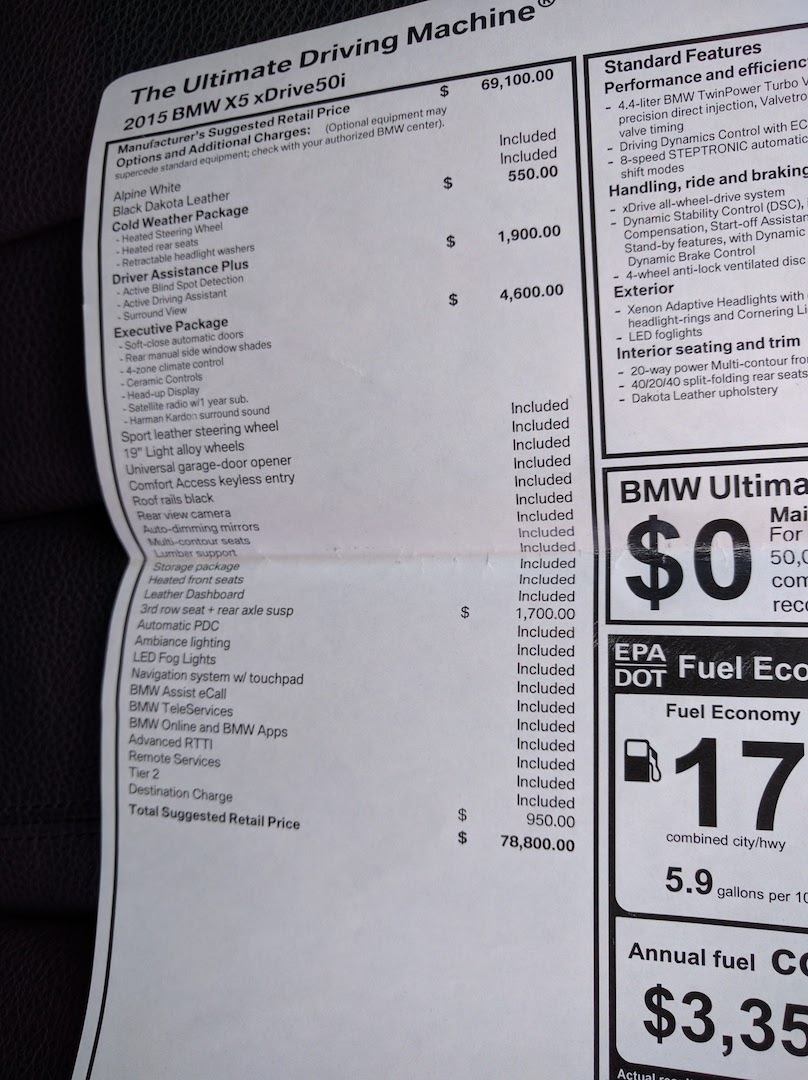 The Ultimate Driving Machine®
2015 BMW X5 xDrive50i
Manufacturer's Suggested Retail Price $ 69,100.00
Options and Additional Charges: (Optional equipment may
supercede standard equipment; check with your authorized BMW center).
Alpine White Included
Black Dakota Leather Included
Cold Weather Package $ 550.00
- Heated Steering Wheel
- Heated rear seats
- Retractable headlight washers
Driver Assistance Plus $ 1,900.00
- Active Blind Spot Detection
- Active Driving Assistant
- Surround View
Executive Package $ 4,600.00
- Soft-close automatic doors
- Rear manual side window shades
- 4-zone climate control
- Ceramic Controls
- Head-up Display
- Satellite radio w/1 year sub.
- Harman Kardon surround sound
Sport leather steering wheel Included
19" Light alloy wheels Included
Universal garage-door opener Included
Comfort Access keyless entry Included
Roof rails black Included
Rear view camera Included
Auto-dimming mirrors Included
Multi-contour seats Included
Lumber support Included
Storage package Included
Heated front seats Included
Leather Dashboard Included
3rd row seat + rear axle susp $ 1,700.00
Automatic PDC Included
Ambiance lighting Included
LED Fog Lights Included
Navigation system w/ touchpad Included
BMW Assist eCall Included
BMW TeleServices Included
BMW Online and BMW Apps Included
Advanced RTTI Included
Remote Services Included
Tier 2 Included
Destination Charge $ 950.00
Total Suggested Retail Price $ 78,800.00
Standard Features
Performance and efficienc
- 4.4-liter BMW TwinPower Turbo V
precision direct injection, Valvetro
valve timing
- Driving Dynamics Control with EC
- 8-speed STEPTRONIC automatic
shift modes
Handling, ride and braking
- xDrive all-wheel-drive system
- Dynamic Stability Control (DSC),
Compensation, Start-off Assistan
Stand-by features, with Dynamic
Dynamic Brake Control
- 4-wheel anti-lock ventilated disc
Exterior
- Xenon Adaptive Headlights with
headlight-rings and Cornering Li
- LED foglights
Interior seating and trim
- 20-way power Multi-contour fro
- 40/20/40 split-folding rear seats
- Dakota Leather upholstery
BMW Ultima
$0
Mai
For
50,0
com
reco
EPA
DOT
Fuel Eco
Fuel Economy
17
combined city/hwy
5.9 gallons per 10
Annual fuel co
$3,35